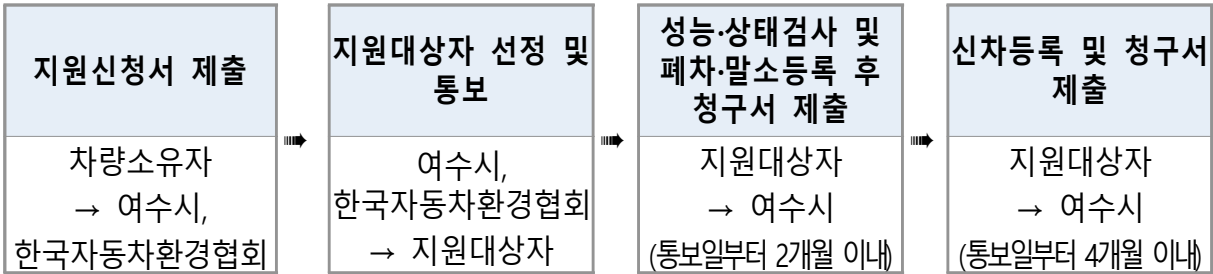 지원신청서 제출
차량소유자
→ 여수시,
한국자동차환경협회
➠
지원대상자 선정 및
통보
여수시,
한국자동차환경협회
→ 지원대상자
➠
성능·상태검사 및
폐차·말소등록 후
청구서 제출
지원대상자
→ 여수시
(통보일부터 2개월 이내)
➠
신차등록 및 청구서
제출
지원대상자
→ 여수시
(통보일부터 4개월 이내)